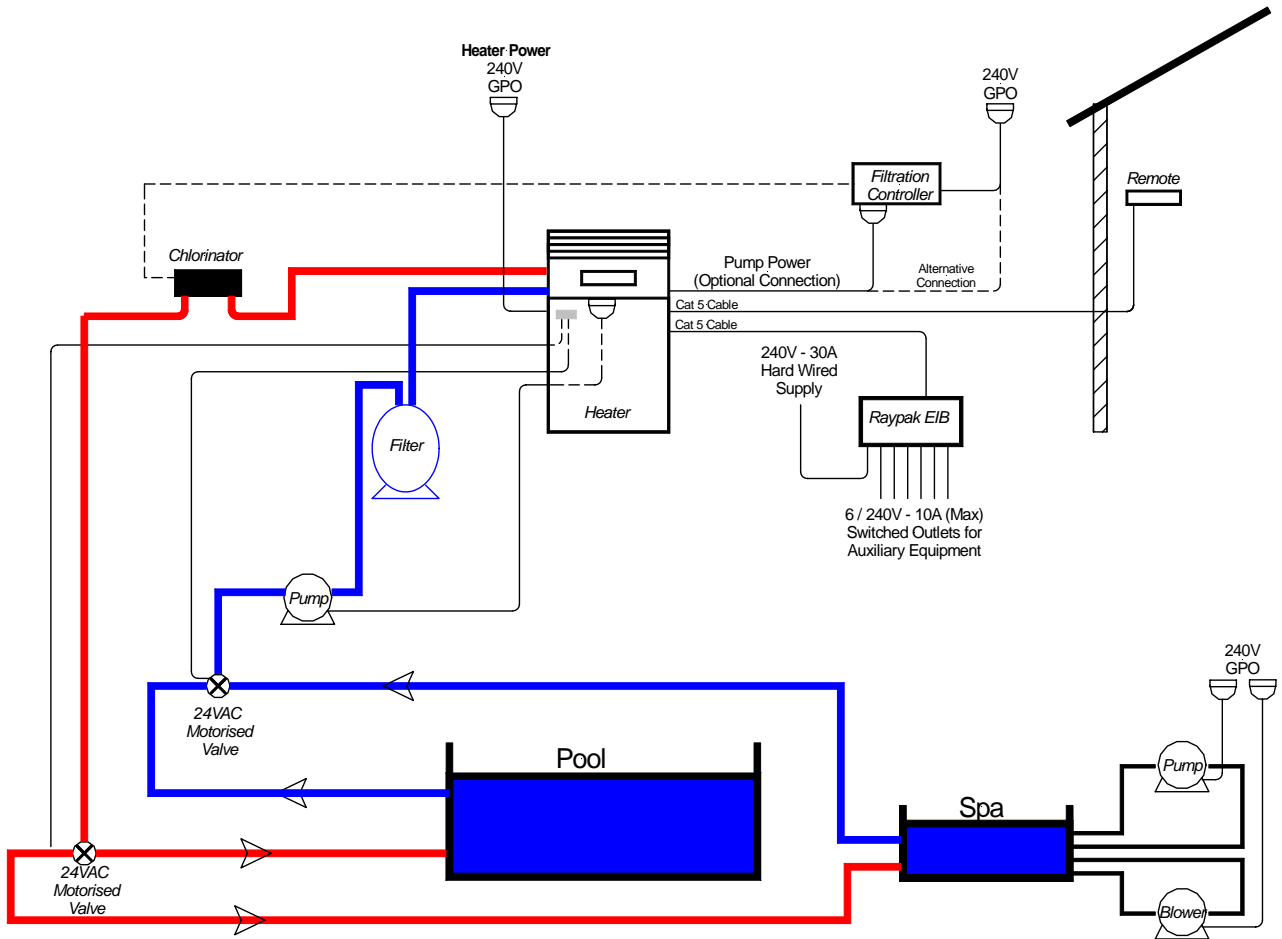 Heater Power
240V
GPO
240V
GPO
Filtration
Controller
Remote
Chlorinator
Pump Power
(Optional Connection)
Alternative
Connection
Cat 5 Cable
Cat 5 Cable
240V - 30A
Hard Wired
Supply
Heater
Raypak EIB
Filter
6 / 240V - 10A (Max)
Switched Outlets for
Auxiliary Equipment
Pump
240V
GPO
24VAC
Motorised
Valve
Pool
Pump
Spa
24VAC
Motorised
Valve
Blower